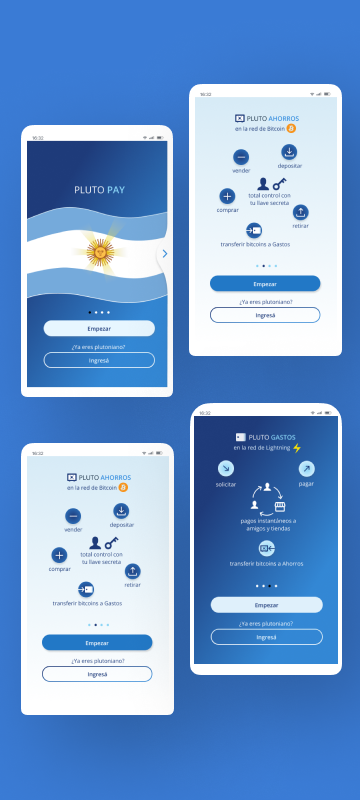 16:32
PLUTO PAY
Empezar
¿Ya eres plutoniano?
Ingresá
16:32
PLUTO AHORROS
en la red de Bitcoin
vender
depositar
total control con
tu llave secreta
comprar
retirar
transferir bitcoins a Gastos
Empezar
¿Ya eres plutoniano?
Ingresá
16:32
PLUTO AHORROS
en la red de Bitcoin
vender
depositar
total control con
tu llave secreta
comprar
retirar
transferir bitcoins a Gastos
Empezar
¿Ya eres plutoniano?
Ingresá
16:32
PLUTO GASTOS
en la red de Lightning
solicitar
pagar
pagos instantáneos a
amigos y tiendas
transferir bitcoins a Ahorros
Empezar
¿Ya eres plutoniano?
Ingresá